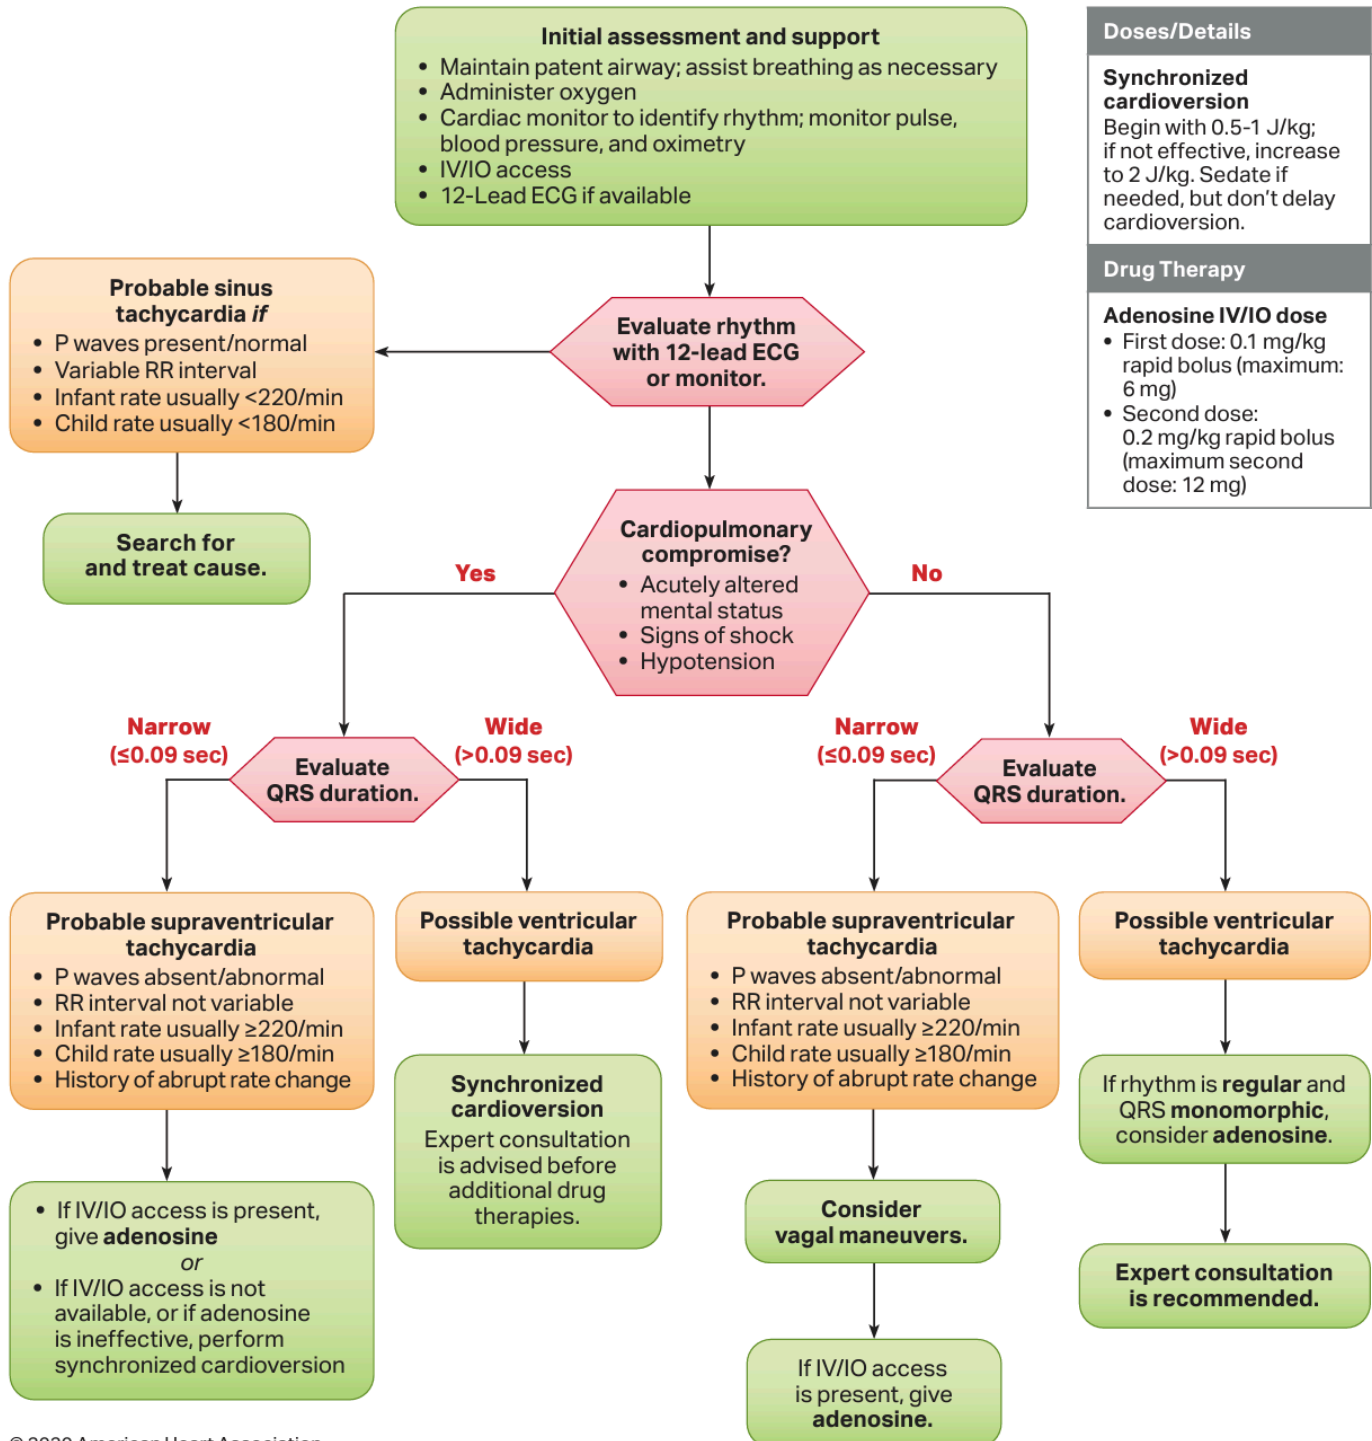 Initial assessment and support
• Maintain patent airway; assist breathing as necessary
• Administer oxygen
• Cardiac monitor to identify rhythm; monitor pulse,
blood pressure, and oximetry
• IV/IO access
• 12-Lead ECG if available
Doses/Details
Synchronized
cardioversion
Begin with 0.5-1 J/kg;
if not effective, increase
to 2 J/kg. Sedate if
needed, but don't delay
cardioversion.
Drug Therapy
Adenosine IV/IO dose
• First dose: 0.1 mg/kg
rapid bolus (maximum:
6 mg)
• Second dose:
0.2 mg/kg rapid bolus
(maximum second
dose: 12 mg)
Probable sinus
tachycardia if
• P waves present/normal
• Variable RR interval
• Infant rate usually <220/min
• Child rate usually <180/min
Evaluate rhythm
with 12-lead ECG
or monitor.
Search for
and treat cause.
Cardiopulmonary
compromise?
• Acutely altered
mental status
• Signs of shock
• Hypotension
Yes
No
Narrow
(≤0.09 sec)
Wide
(>0.09 sec)
Evaluate
QRS duration.
Narrow
(≤0.09 sec)
Wide
(>0.09 sec)
Evaluate
QRS duration.
Probable supraventricular
tachycardia
• P waves absent/abnormal
• RR interval not variable
• Infant rate usually ≥220/min
• Child rate usually ≥180/min
• History of abrupt rate change
Possible ventricular
tachycardia
Probable supraventricular
tachycardia
• P waves absent/abnormal
• RR interval not variable
• Infant rate usually ≥220/min
• Child rate usually ≥180/min
• History of abrupt rate change
Possible ventricular
tachycardia
• If IV/IO access is present,
give adenosine
or
• If IV/IO access is not
available, or if adenosine
is ineffective, perform
synchronized cardioversion
Synchronized
cardioversion
Expert consultation
is advised before
additional drug
therapies.
Consider
vagal maneuvers.
If IV/IO access
is present, give
adenosine.
If rhythm is regular and
QRS monomorphic,
consider adenosine.
Expert consultation
is recommended.
© 2020 American Heart Association